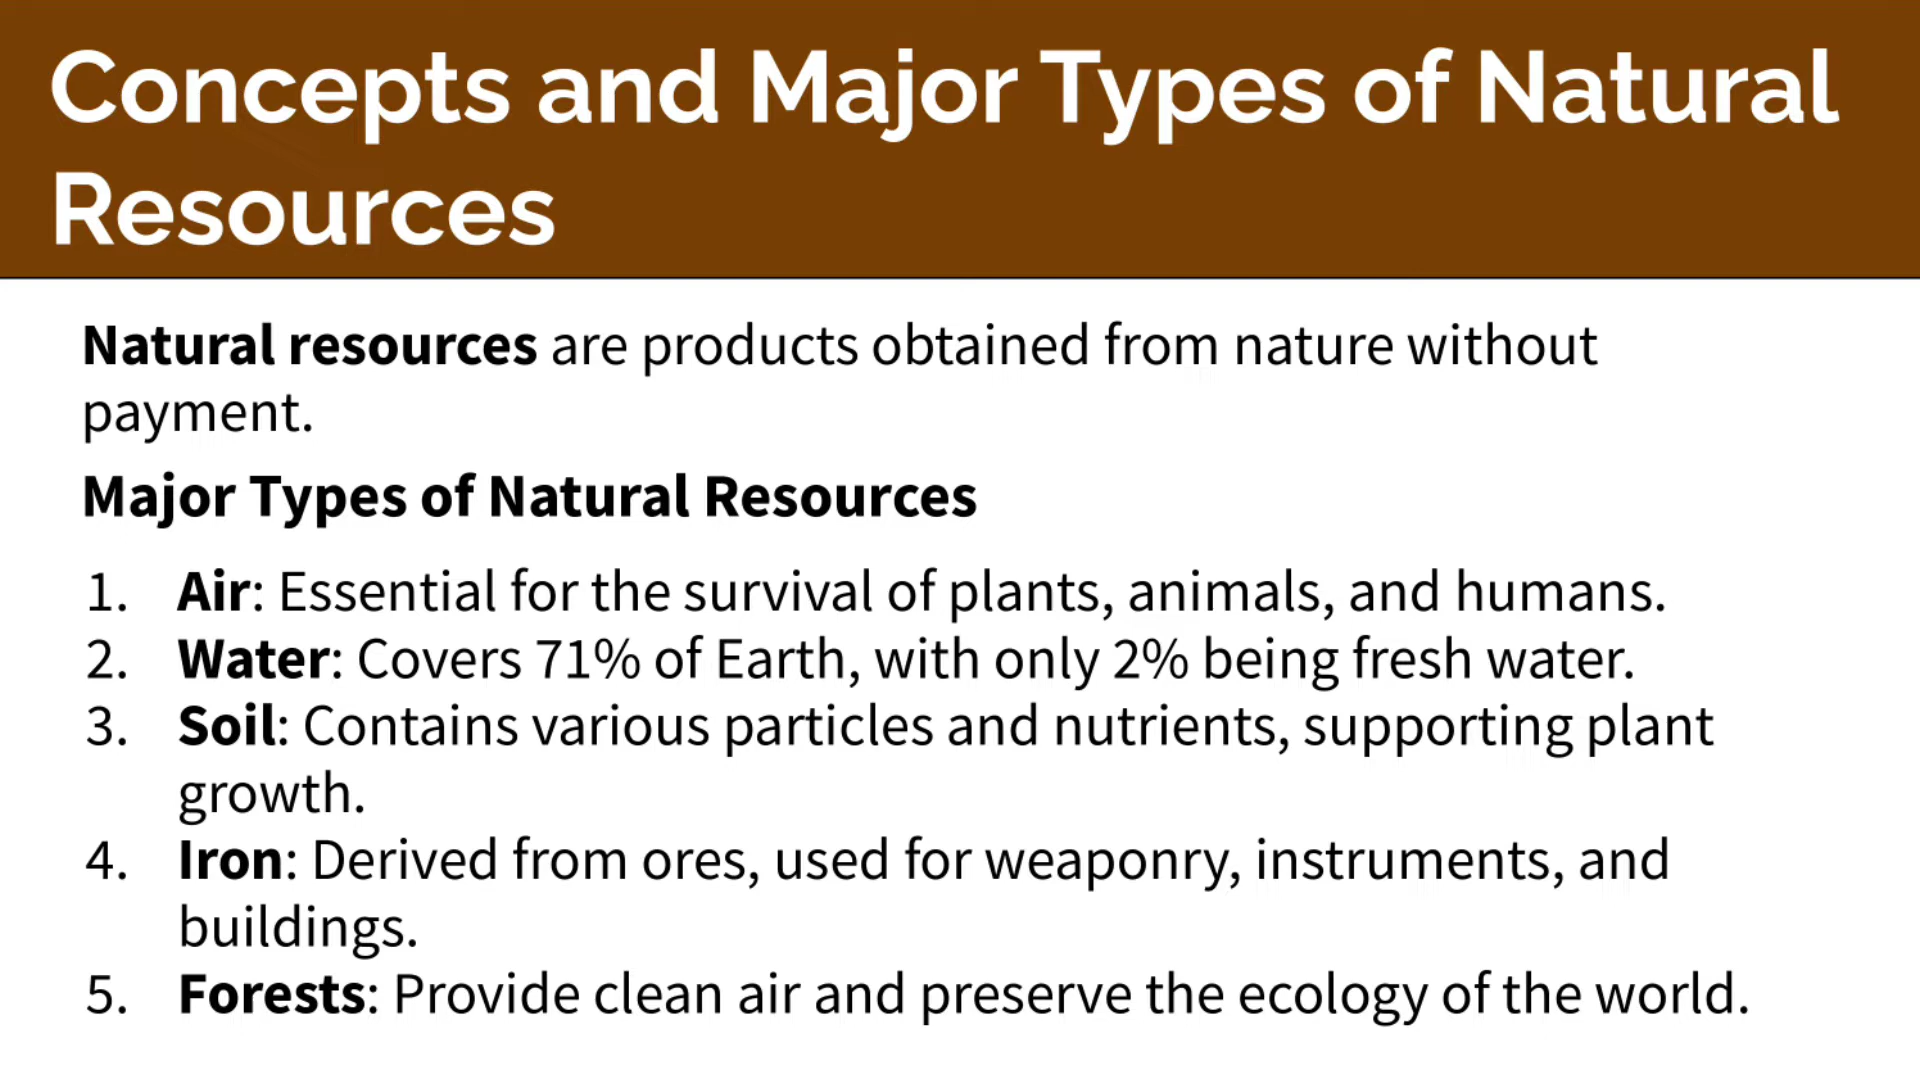 Concepts and Major Types of Natural
Resources
Natural resources are products obtained from nature without
payment.
Major Types of Natural Resources
1. Air: Essential for the survival of plants, animals, and humans.
2. Water: Covers 71% of Earth, with only 2% being fresh water.
3. Soil: Contains various particles and nutrients, supporting plant
growth.
4. Iron: Derived from ores, used for weaponry, instruments, and
buildings.
5. Forests: Provide clean air and preserve the ecology of the world.